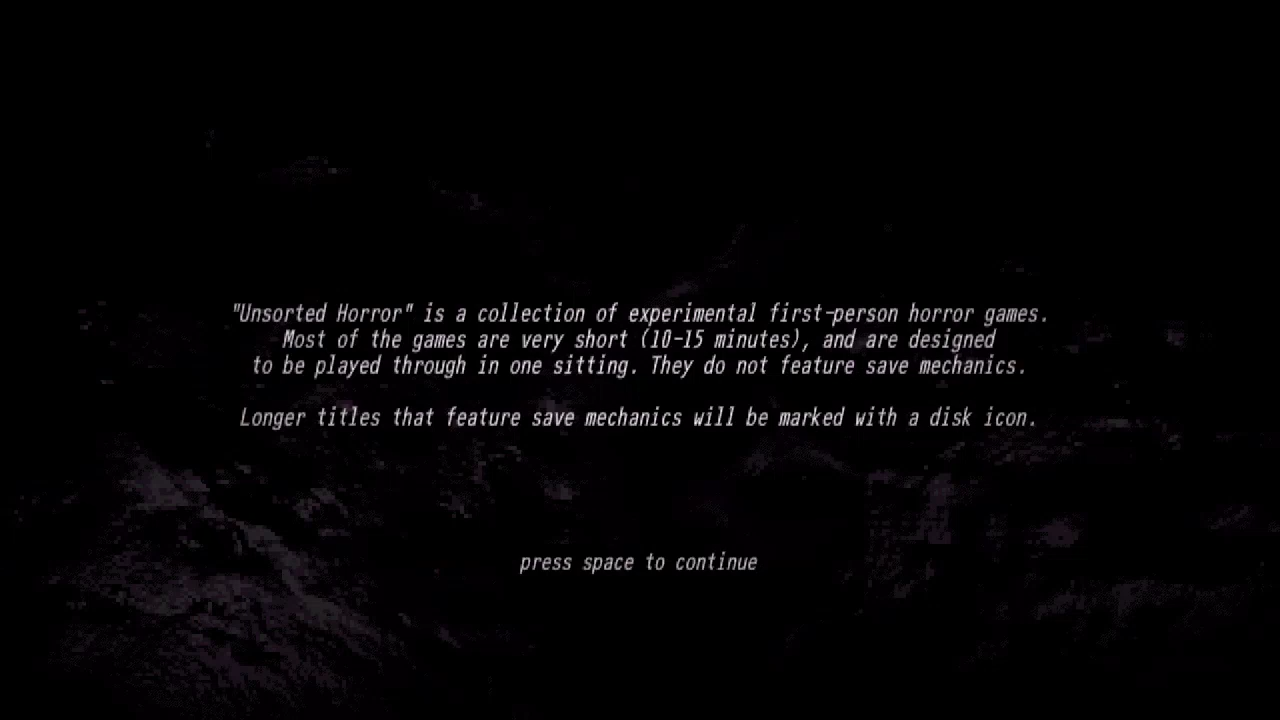 "Unsorted Horror" is a collection of experimental first-person horror games.
Most of the games are very short (10-15 minutes), and are designed
to be played through in one sitting. They do not feature save mechanics.
Longer titles that feature save mechanics will be marked with a disk icon.
press space to continue